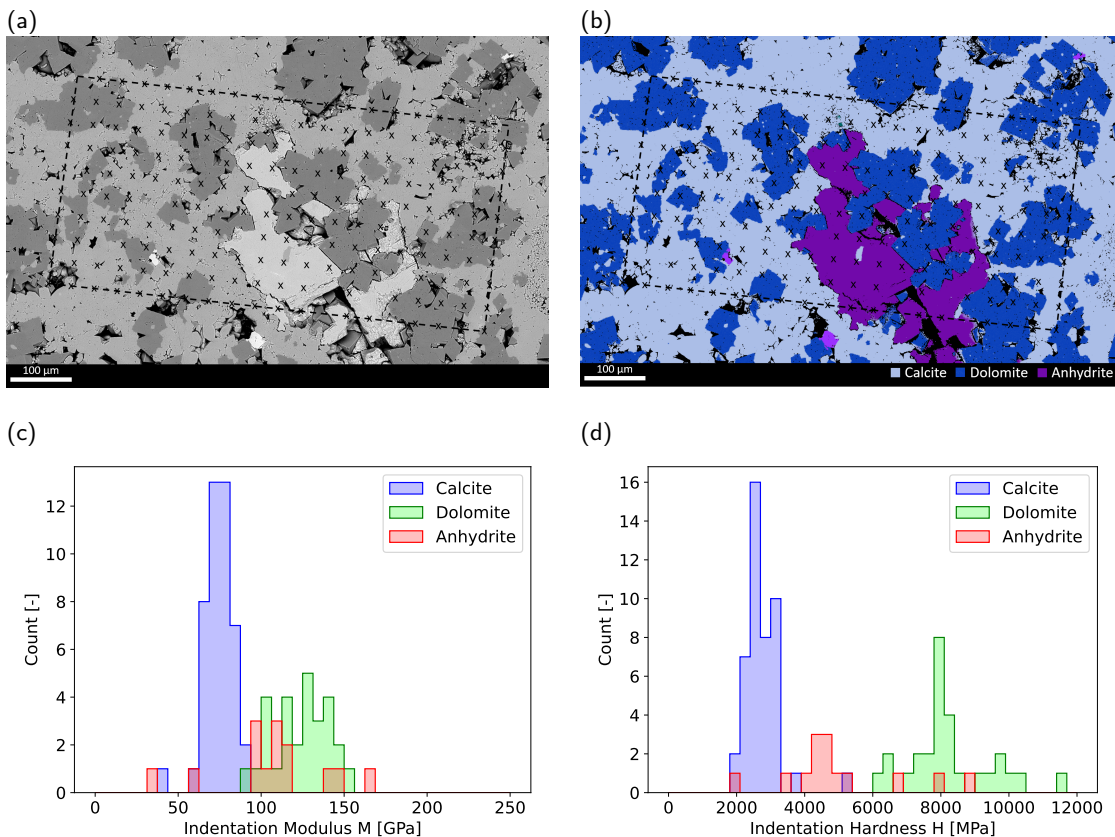 (a)
(b)
100 μm
100 μm
Calcite Dolomite Anhydrite
(c)
(d)
12
10
8
6
4
2
0
Count [-]
Calcite
Dolomite
Anhydrite
0 50 100 150 200 250
Indentation Modulus M [GPa]
16
14
12
10
8
6
4
2
0
Count [-]
Calcite
Dolomite
Anhydrite
0 2000 4000 6000 8000 10000 12000
Indentation Hardness H [MPa]